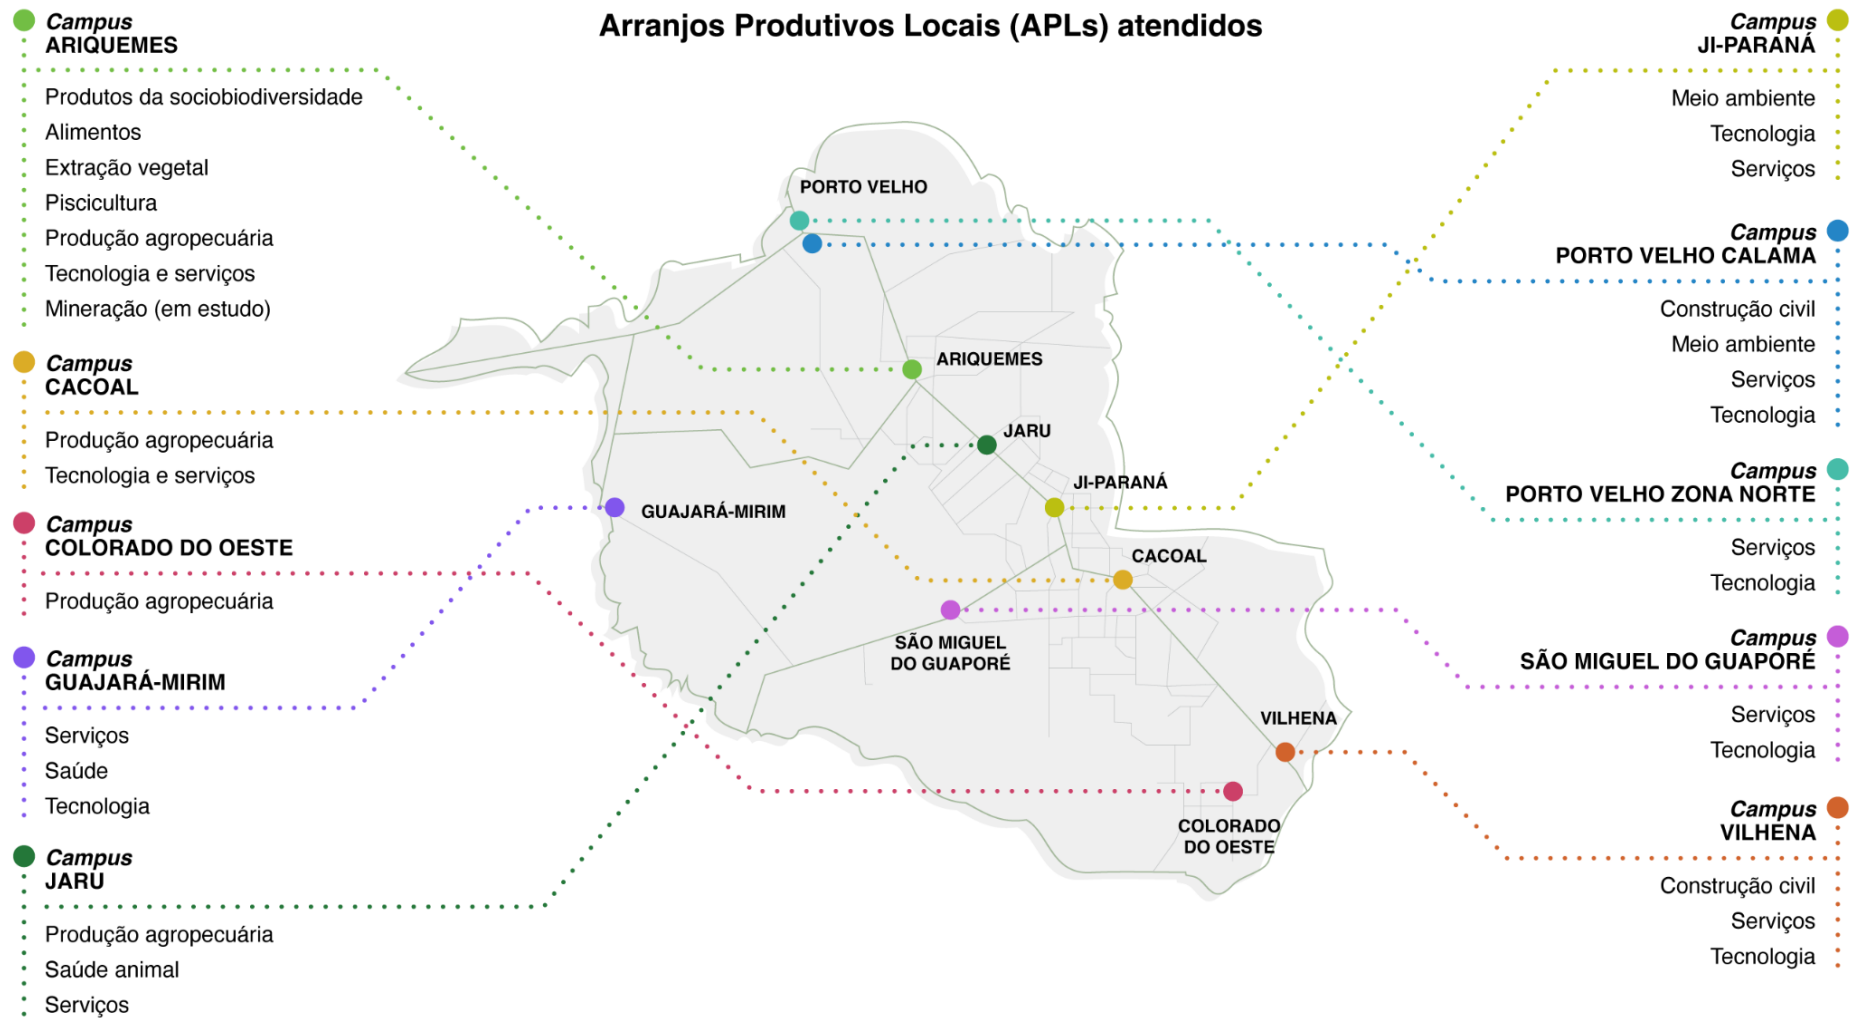 Arranjos Produtivos Locais (APLs) atendidos
Campus
ARIQUEMES
Produtos da sociobiodiversidade
Alimentos
Extração vegetal
Piscicultura
Produção agropecuária
Tecnologia e serviços
Mineração (em estudo)
Campus
CACOAL
Produção agropecuária
Tecnologia e serviços
Campus
COLORADO DO OESTE
Produção agropecuária
Campus
GUAJARÁ-MIRIM
Serviços
Saúde
Tecnologia
Campus
JARU
Produção agropecuária
Saúde animal
Serviços
PORTO VELHO
ARIQUEMES
JARU
JI-PARANÁ
GUAJARÁ-MIRIM
CACOAL
SÃO MIGUEL
DO GUAPORÉ
VILHENA
COLORADO
DO OESTE
Campus
JI-PARANÁ
Meio ambiente
Tecnologia
Serviços
Campus
PORTO VELHO CALAMA
Construção civil
Meio ambiente
Serviços
Tecnologia
Campus
PORTO VELHO ZONA NORTE
Serviços
Tecnologia
Campus
SÃO MIGUEL DO GUAPORÉ
Serviços
Tecnologia
Campus
VILHENA
Construção civil
Serviços
Tecnologia